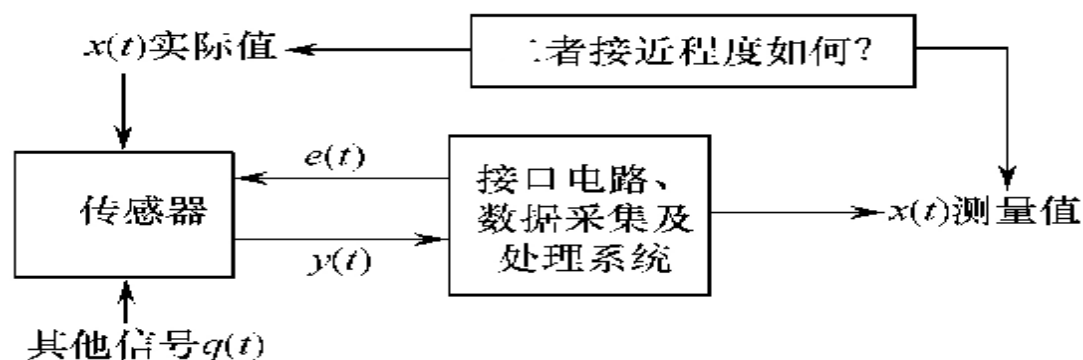 x(t)实际值
者接近程度如何?
e(t)
传感器
接口电路、
数据采集及
处理系统
x(t)测量值
y(t)
其他信号q(t)